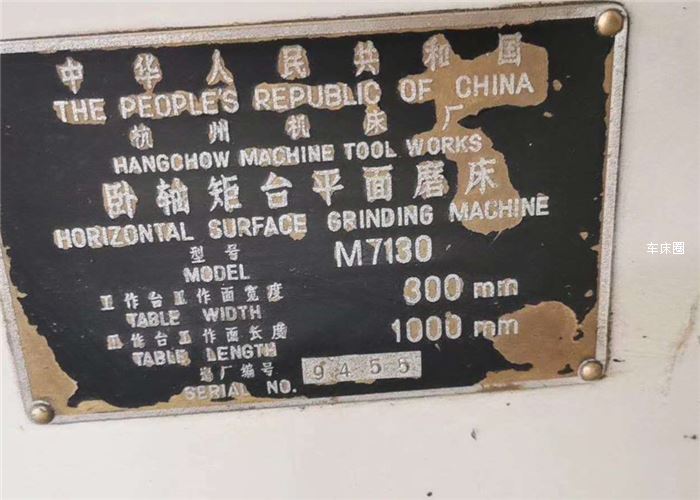 中华人民共和国
THE PEOPLE'S REPUBLIC OF CHINA
杭州机床厂
HANGCHOW MACHINE TOOL WORKS
卧轴矩台平面磨床
HORIZONTAL SURFACE GRINDING MACHINE
型号 M7130
MODEL
工作台工作面宽度 300 mm
TABLE WIDTH
工作台工作面长度 1000 mm
TABLE LENGTH
出厂编号 9455
SERIAL NO.
车床圈